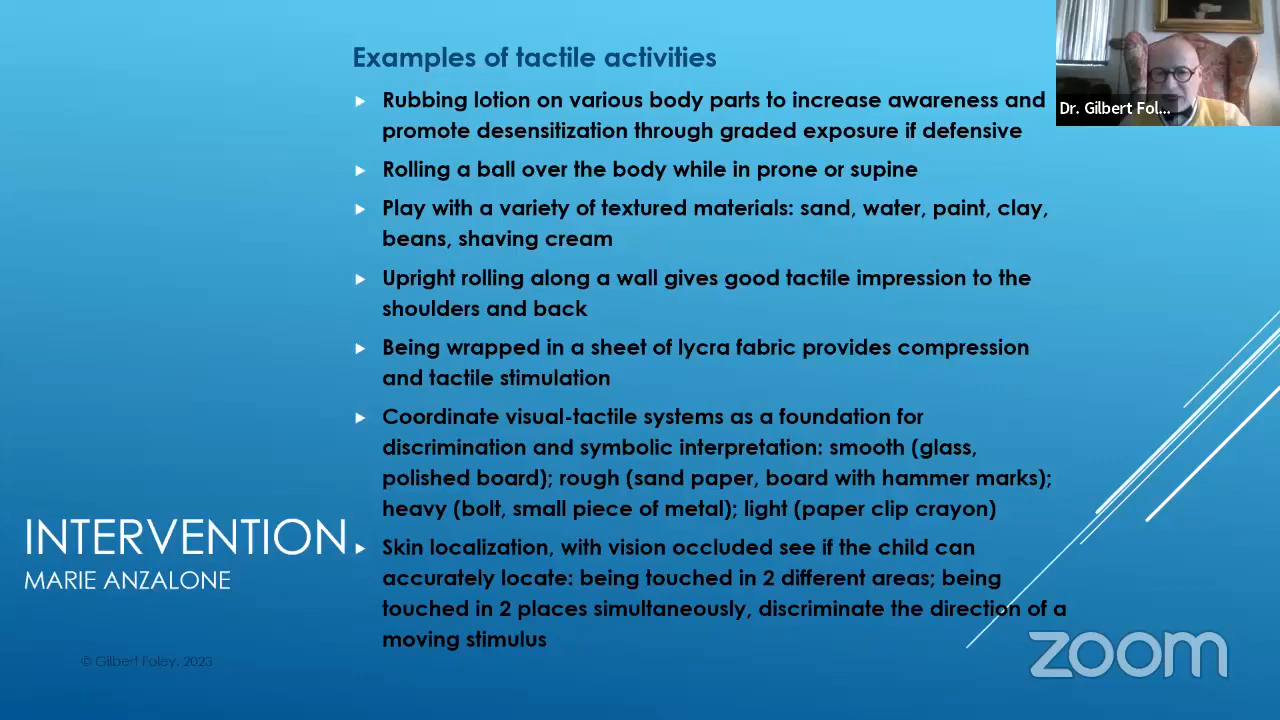 Examples of tactile activities
Rubbing lotion on various body parts to increase awareness and
promote desensitization through graded exposure if defensive
Rolling a ball over the body while in prone or supine
Play with a variety of textured materials: sand, water, paint, clay,
beans, shaving cream
Upright rolling along a wall gives good tactile impression to the
shoulders and back
Being wrapped in a sheet of lycra fabric provides compression
and tactile stimulation
Coordinate visual-tactile systems as a foundation for
discrimination and symbolic interpretation: smooth (glass,
polished board); rough (sand paper, board with hammer marks);
heavy (bolt, small piece of metal); light (paper clip crayon)
Skin localization, with vision occluded see if the child can
accurately locate: being touched in 2 different areas; being
touched in 2 places simultaneously, discriminate the direction of a
moving stimulus
INTERVENTION
MARIE ANZALONE
© Gilbert Foley, 2023
Dr. Gilbert Fol...
zoom